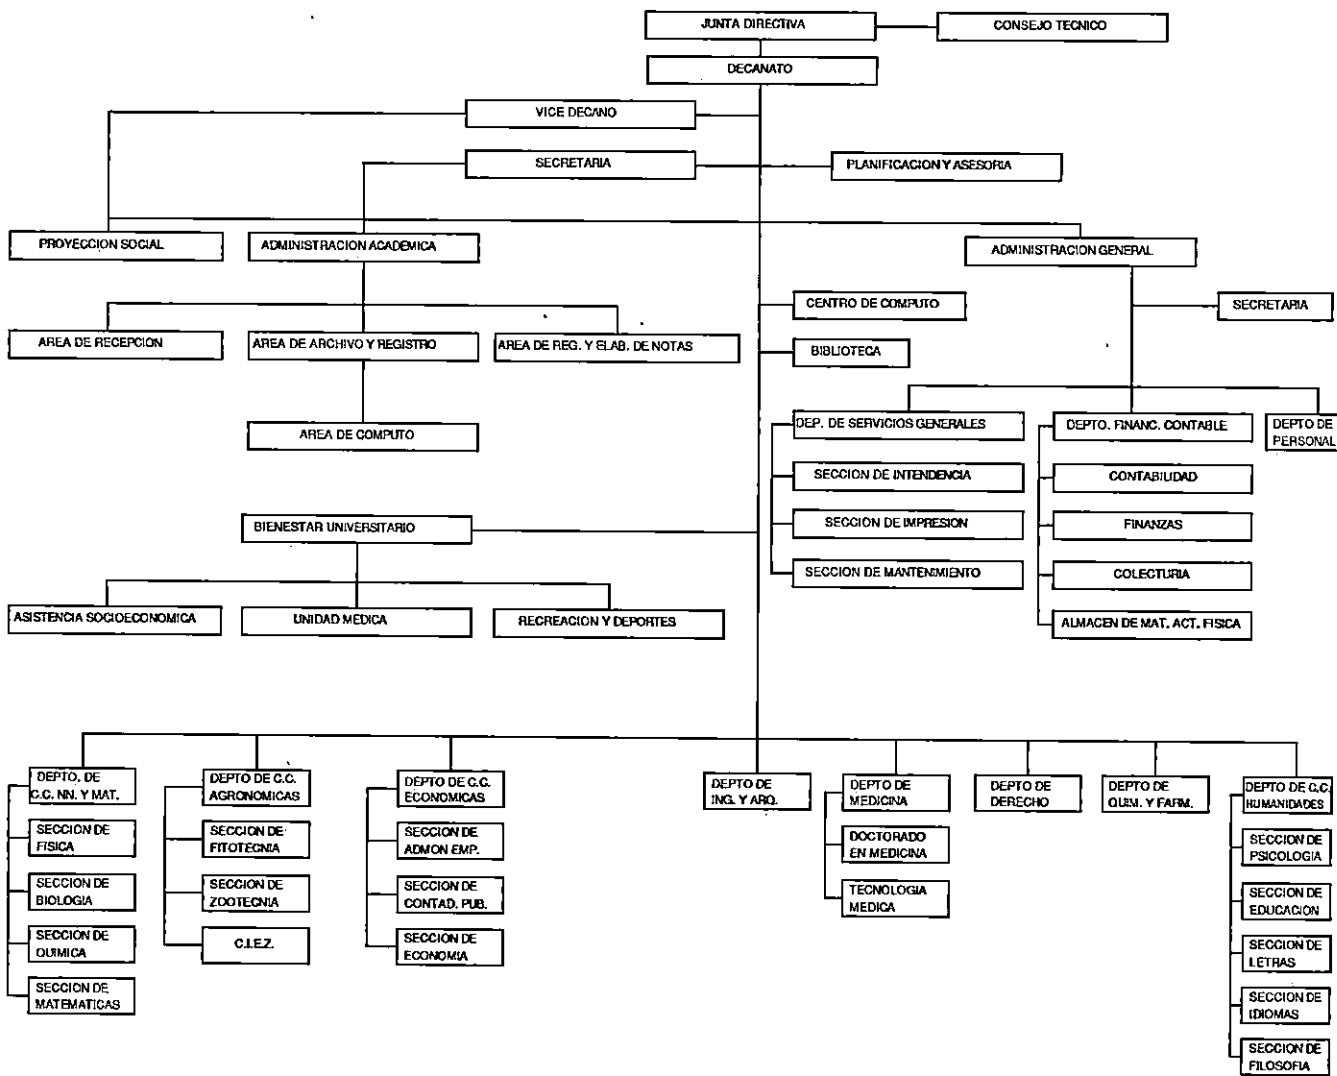 JUNTA DIRECTIVA
CONSEJO TECNICO
DECANATO
VICE DECANO
SECRETARIA
PLANIFICACION Y ASESORIA
PROYECCION SOCIAL
ADMINISTRACION ACADEMICA
ADMINISTRACION GENERAL
CENTRO DE COMPUTO
SECRETARIA
AREA DE RECEPCION
AREA DE ARCHIVO Y REGISTRO
AREA DE REG. Y ELAB. DE NOTAS
BIBLIOTECA
AREA DE COMPUTO
DEP. DE SERVICIOS GENERALES
DEPTO. FINANC. CONTABLE
DEPTO DE
PERSONAL
SECCION DE INTENDENCIA
CONTABILIDAD
BIENESTAR UNIVERSITARIO
SECCION DE IMPRESION
FINANZAS
SECCION DE MANTENIMIENTO
COLECTURIA
ASISTENCIA SOCIOECONOMICA
UNIDAD MEDICA
RECREACION Y DEPORTES
ALMACEN DE MAT. ACT. FISICA
DEPTO. DE
C.C. NN. Y MAT.
SECCION DE
FISICA
SECCION DE
BIOLOGIA
SECCION DE
QUIMICA
SECCION DE
MATEMATICAS
DEPTO DE C.C.
AGRONOMICAS
SECCION DE
FITOTECNIA
SECCION DE
ZOOTECNIA
C.I.E.Z.
DEPTO DE C.C.
ECONOMICAS
SECCION DE
ADMON EMP.
SECCION DE
CONTAD. PUB.
SECCION DE
ECONOMIA
DEPTO DE
ING. Y ARQ.
DEPTO DE
MEDICINA
DOCTORADO
EN MEDICINA
TECNOLOGIA
MEDICA
DEPTO DE
DERECHO
DEPTO DE
QUIM. Y FARM.
DEPTO DE C.C.
HUMANIDADES
SECCION DE
PSICOLOGIA
SECCION DE
EDUCACION
SECCION DE
LETRAS
SECCION DE
IDIOMAS
SECCION DE
FILOSOFIA